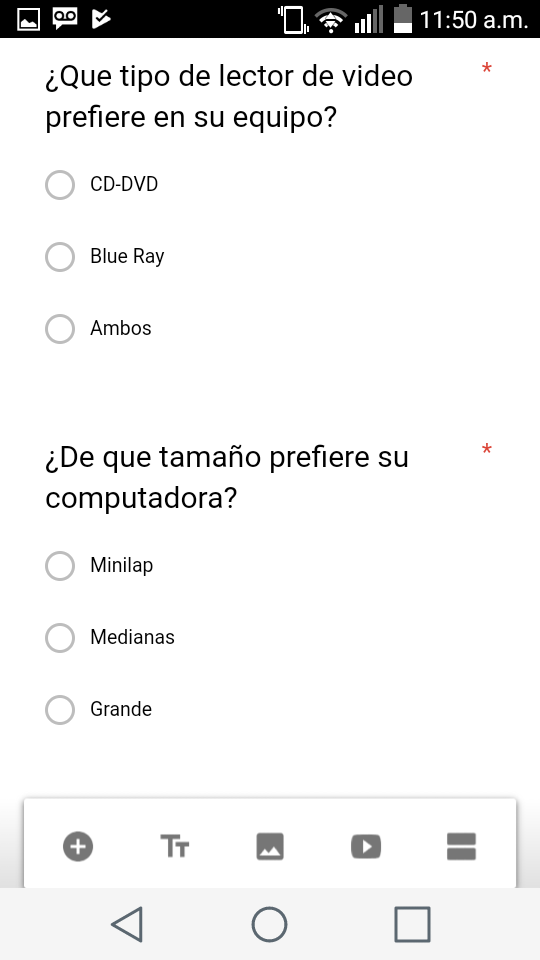 11:50 a.m.
¿Que tipo de lector de video *
prefiere en su equipo?
CD-DVD
Blue Ray
Ambos
¿De que tamaño prefiere su *
computadora?
Minilap
Medianas
Grande
Tт